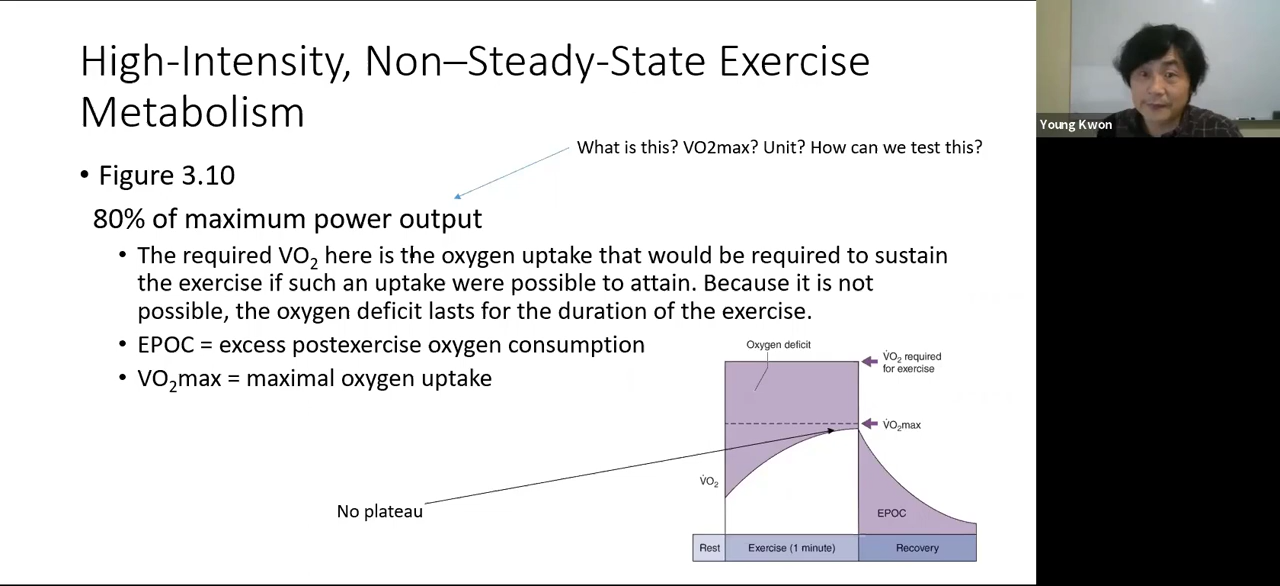 High-Intensity, Non–Steady-State Exercise
Metabolism
What is this? VO2max? Unit? How can we test this?
• Figure 3.10
80% of maximum power output
• The required VO₂ here is the oxygen uptake that would be required to sustain
the exercise if such an uptake were possible to attain. Because it is not
possible, the oxygen deficit lasts for the duration of the exercise.
• EPOC = excess postexercise oxygen consumption
• VO₂max = maximal oxygen uptake
Oxygen deficit
V̇O₂ required
for exercise
V̇O₂max
V̇O₂
No plateau
EPOC
Rest
Exercise (1 minute)
Recovery
Young Kwon